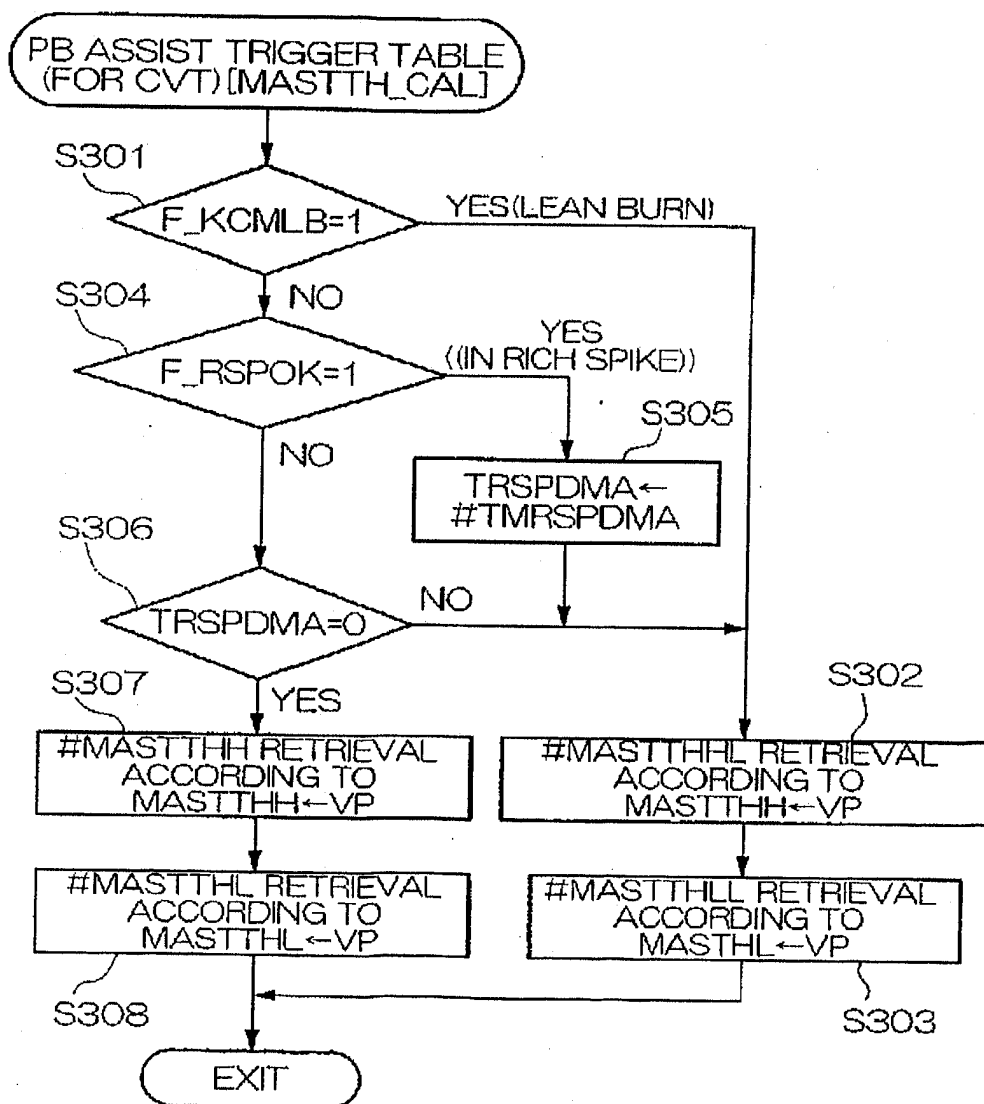 PB ASSIST TRIGGER TABLE
(FOR CVT)[MASTTH_CAL]
S301
F_KCMLB=1
YES(LEAN BURN)
NO
S304
F_RSPOK=1
YES
((IN RICH SPIKE))
NO
S305
TRSPDMA←
#TMRSPDMA
S306
TRSPDMA=0
NO
YES
S307
#MASTTHH RETRIEVAL
ACCORDING TO
MASTTHH←VP
S302
#MASTTHHL RETRIEVAL
ACCORDING TO
MASTTHH←VP
#MASTTHL RETRIEVAL
ACCORDING TO
MASTTHL←VP
S308
#MASTTHLL RETRIEVAL
ACCORDING TO
MASTHL←VP
S303
EXIT